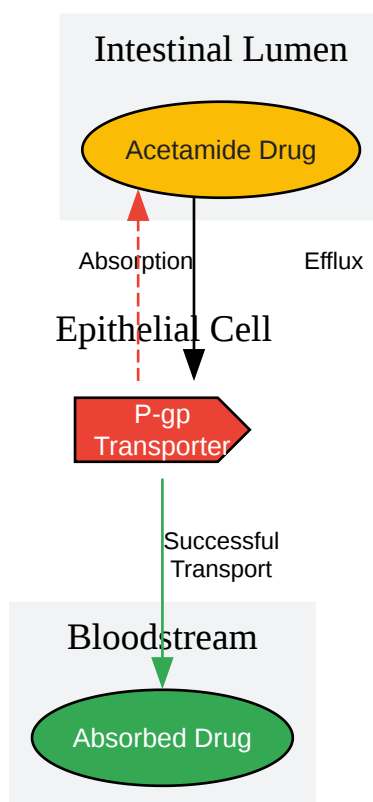 Intestinal Lumen
Acetamide Drug
Absorption
Efflux
Epithelial Cell
P-gp
Transporter
Successful
Transport
Bloodstream
Absorbed Drug